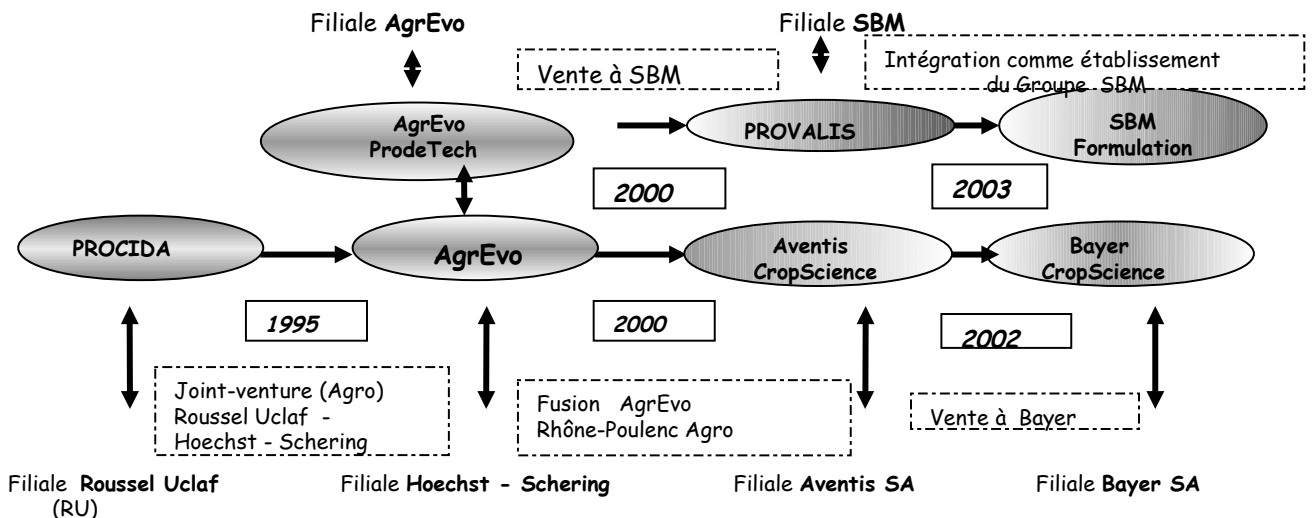 Filiale AgrEvo
Filiale SBM
Vente à SBM
Intégration comme établissement
du Groupe SBM
AgrEvo
ProdeTech
PROVALIS
SBM
Formulation
2000
2003
PROCIDA
AgrEvo
Aventis
CropScience
Bayer
CropScience
1995
2000
2002
Joint-venture (Agro)
Roussel Uclaf -
Hoechst - Schering
Fusion AgrEvo
Rhône-Poulenc Agro
Vente à Bayer
Filiale Roussel Uclaf
(RU)
Filiale Hoechst - Schering
Filiale Aventis SA
Filiale Bayer SA